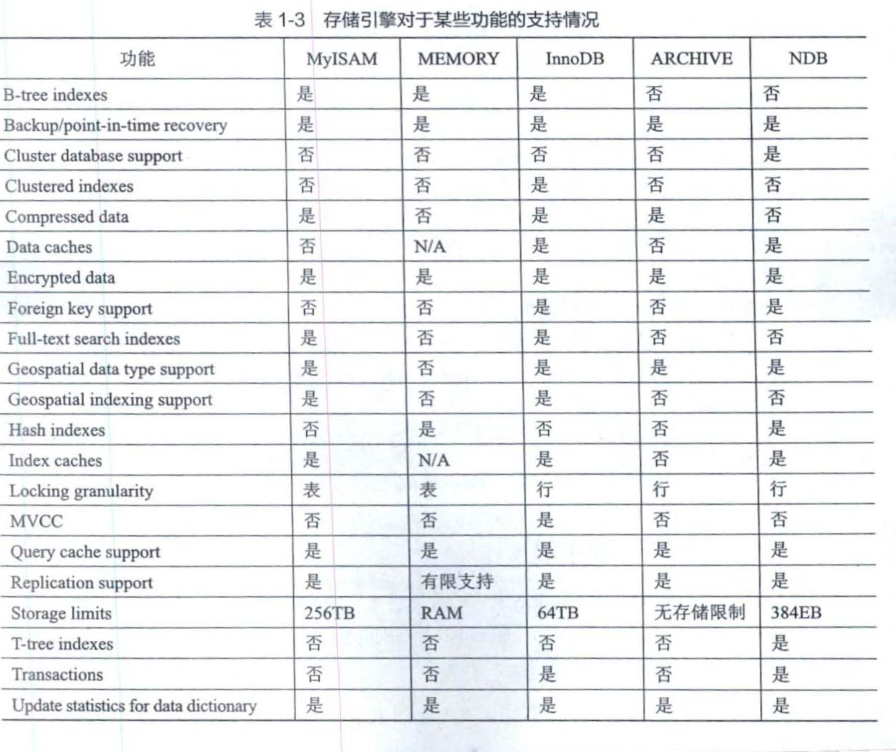 表 1-3 存储引擎对于某些功能的支持情况
功能 MyISAM MEMORY InnoDB ARCHIVE NDB
B-tree indexes 是 是 是 否 否
Backup/point-in-time recovery 是 是 是 是 是
Cluster database support 否 否 否 否 是
Clustered indexes 否 否 是 否 否
Compressed data 是 否 是 是 否
Data caches 否 N/A 是 否 是
Encrypted data 是 是 是 是 是
Foreign key support 否 否 是 否 是
Full-text search indexes 是 否 是 否 否
Geospatial data type support 是 否 是 是 是
Geospatial indexing support 是 否 是 否 否
Hash indexes 否 是 否 否 是
Index caches 是 N/A 是 否 是
Locking granularity 表 表 行 行 行
MVCC 否 否 是 否 否
Query cache support 是 是 是 是 是
Replication support 是 有限支持 是 是 是
Storage limits 256TB RAM 64TB 无存储限制 384EB
T-tree indexes 否 否 否 否 是
Transactions 否 否 是 否 是
Update statistics for data dictionary 是 是 是 是 是